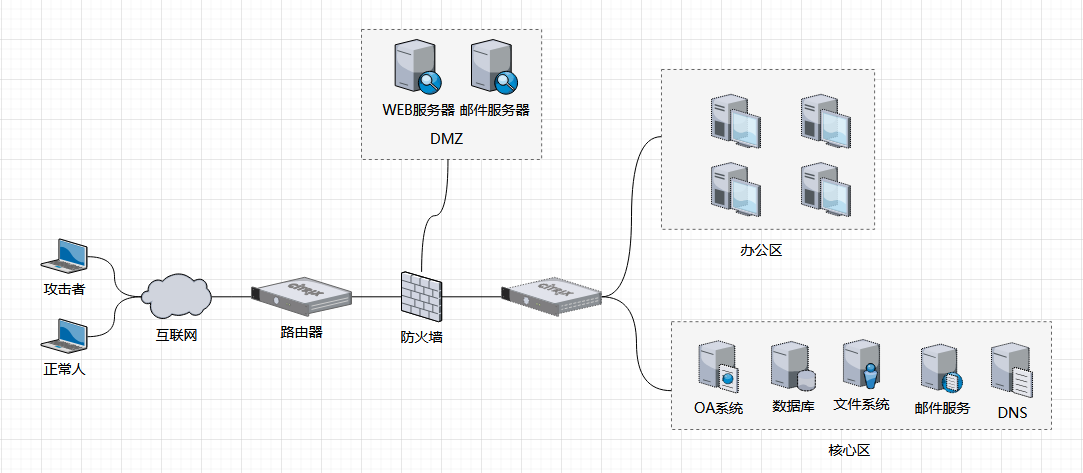 WEB服务器 邮件服务器
DMZ
办公区
攻击者
互联网
正常人
CITRIX
路由器
防火墙
CITRIX
OA系统 数据库 文件系统 邮件服务 DNS
核心区